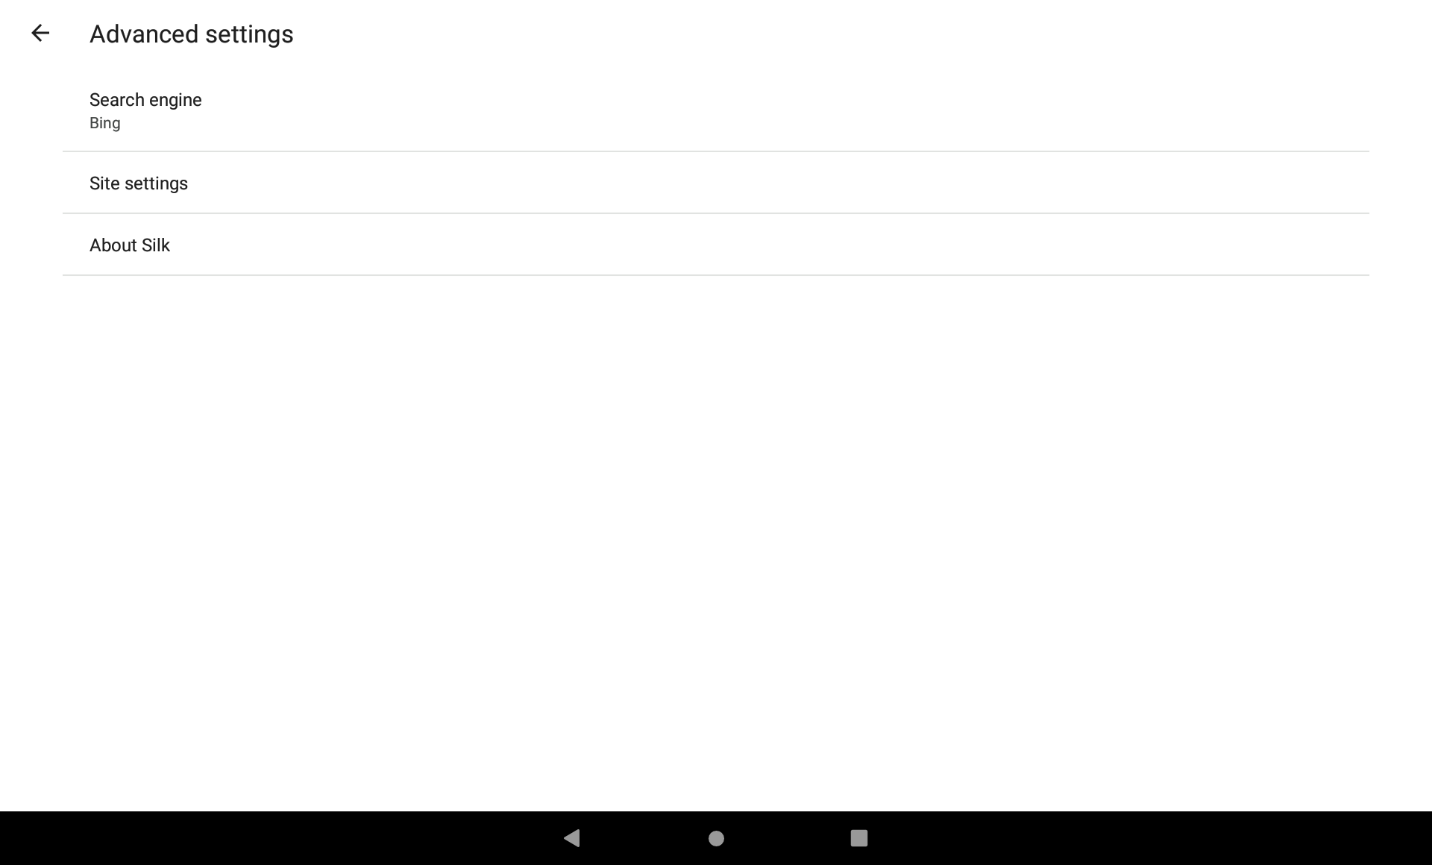 Advanced settings
Search engine
Bing
Site settings
About Silk